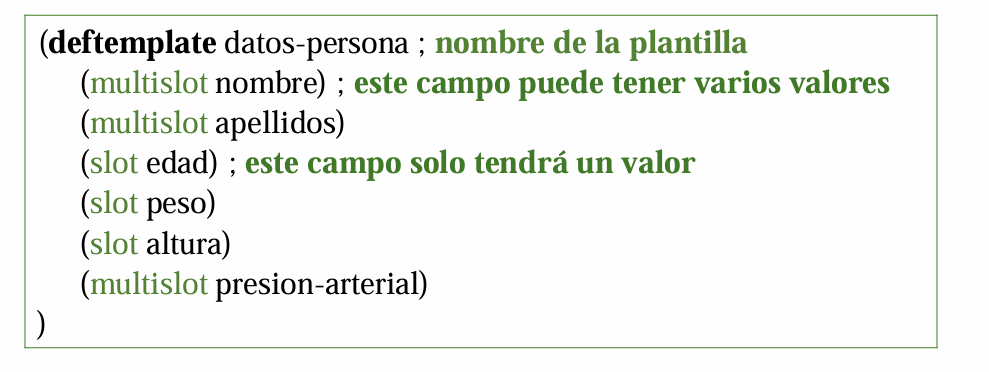 (deftemplate datos-persona ; nombre de la plantilla
(multislot nombre) ; este campo puede tener varios valores
(multislot apellidos)
(slot edad) ; este campo solo tendrá un valor
(slot peso)
(slot altura)
(multislot presion-arterial)
)